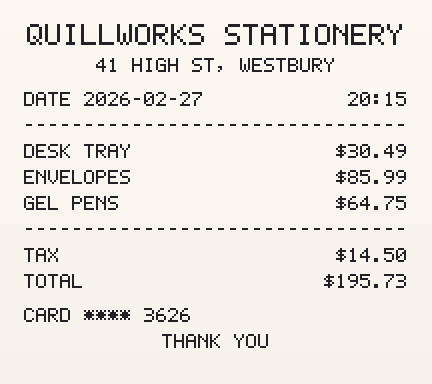 QUILLWORKS STATIONERY
41 HIGH ST, WESTBURY
DATE 2026-02-27 20:15
--------------------------------
DESK TRAY $30.49
ENVELOPES $85.99
GEL PENS $64.75
--------------------------------
TAX $14.50
TOTAL $195.73
CARD **** 3626
THANK YOU